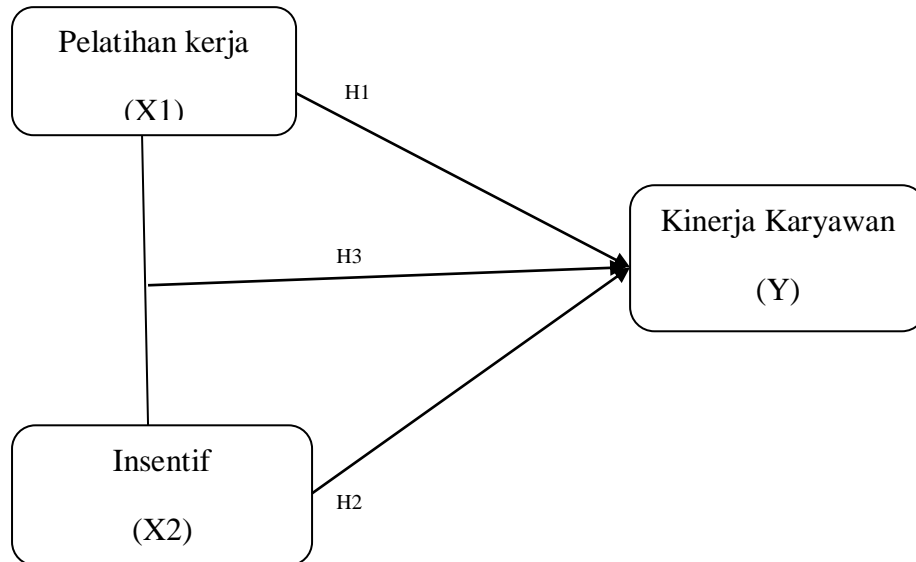 Pelatihan kerja
(X1)
H1
Kinerja Karyawan
(Y)
H3
Insentif
(X2)
H2